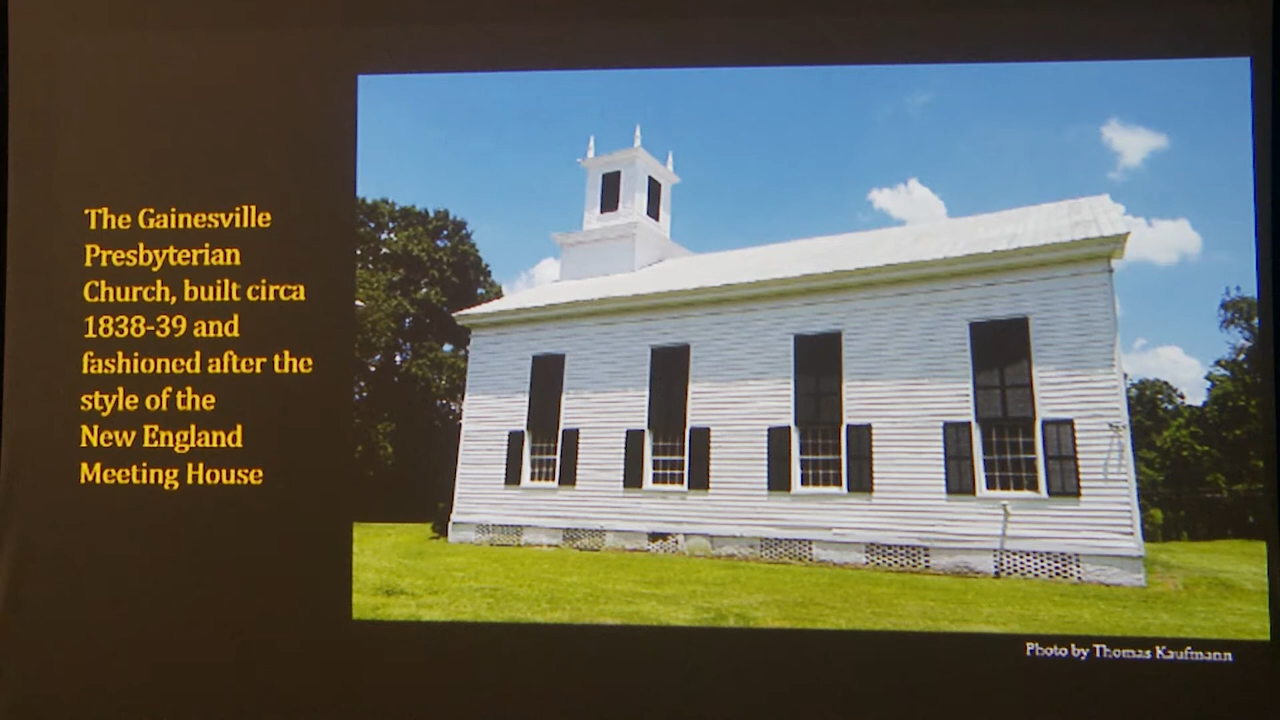 The Gainesville
Presbyterian
Church, built circa
1838-39 and
fashioned after the
style of the
New England
Meeting House
Photo by Thomas Kaufmann